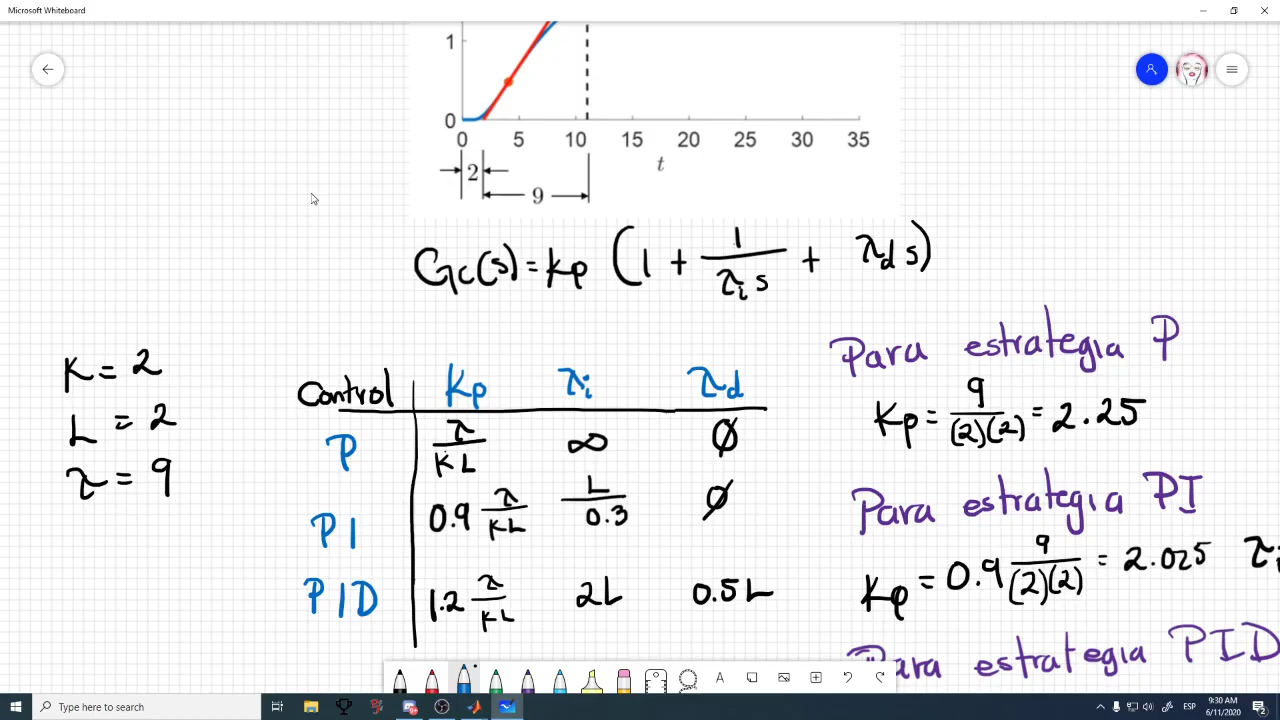 Microsoft Whiteboard
1
0
0 5 10 15 20 25 30 35
t
2
9
Gc(s) = kp (1 + 1/(τi s) + τd s)
K = 2
L = 2
τ = 9
Control Kp τi τd
P τ/KL ∞ Ø
PI 0.9 τ/KL L/0.3 Ø
PID 1.2 τ/KL 2L 0.5L
Para estrategia P
Kp = 9/(2)(2) = 2.25
Para estrategia PI
Kp = 0.9 9/(2)(2) = 2.025 τi
Para estrategia PID
A
Type here to search
ESP
9:30 AM
6/11/2020
2